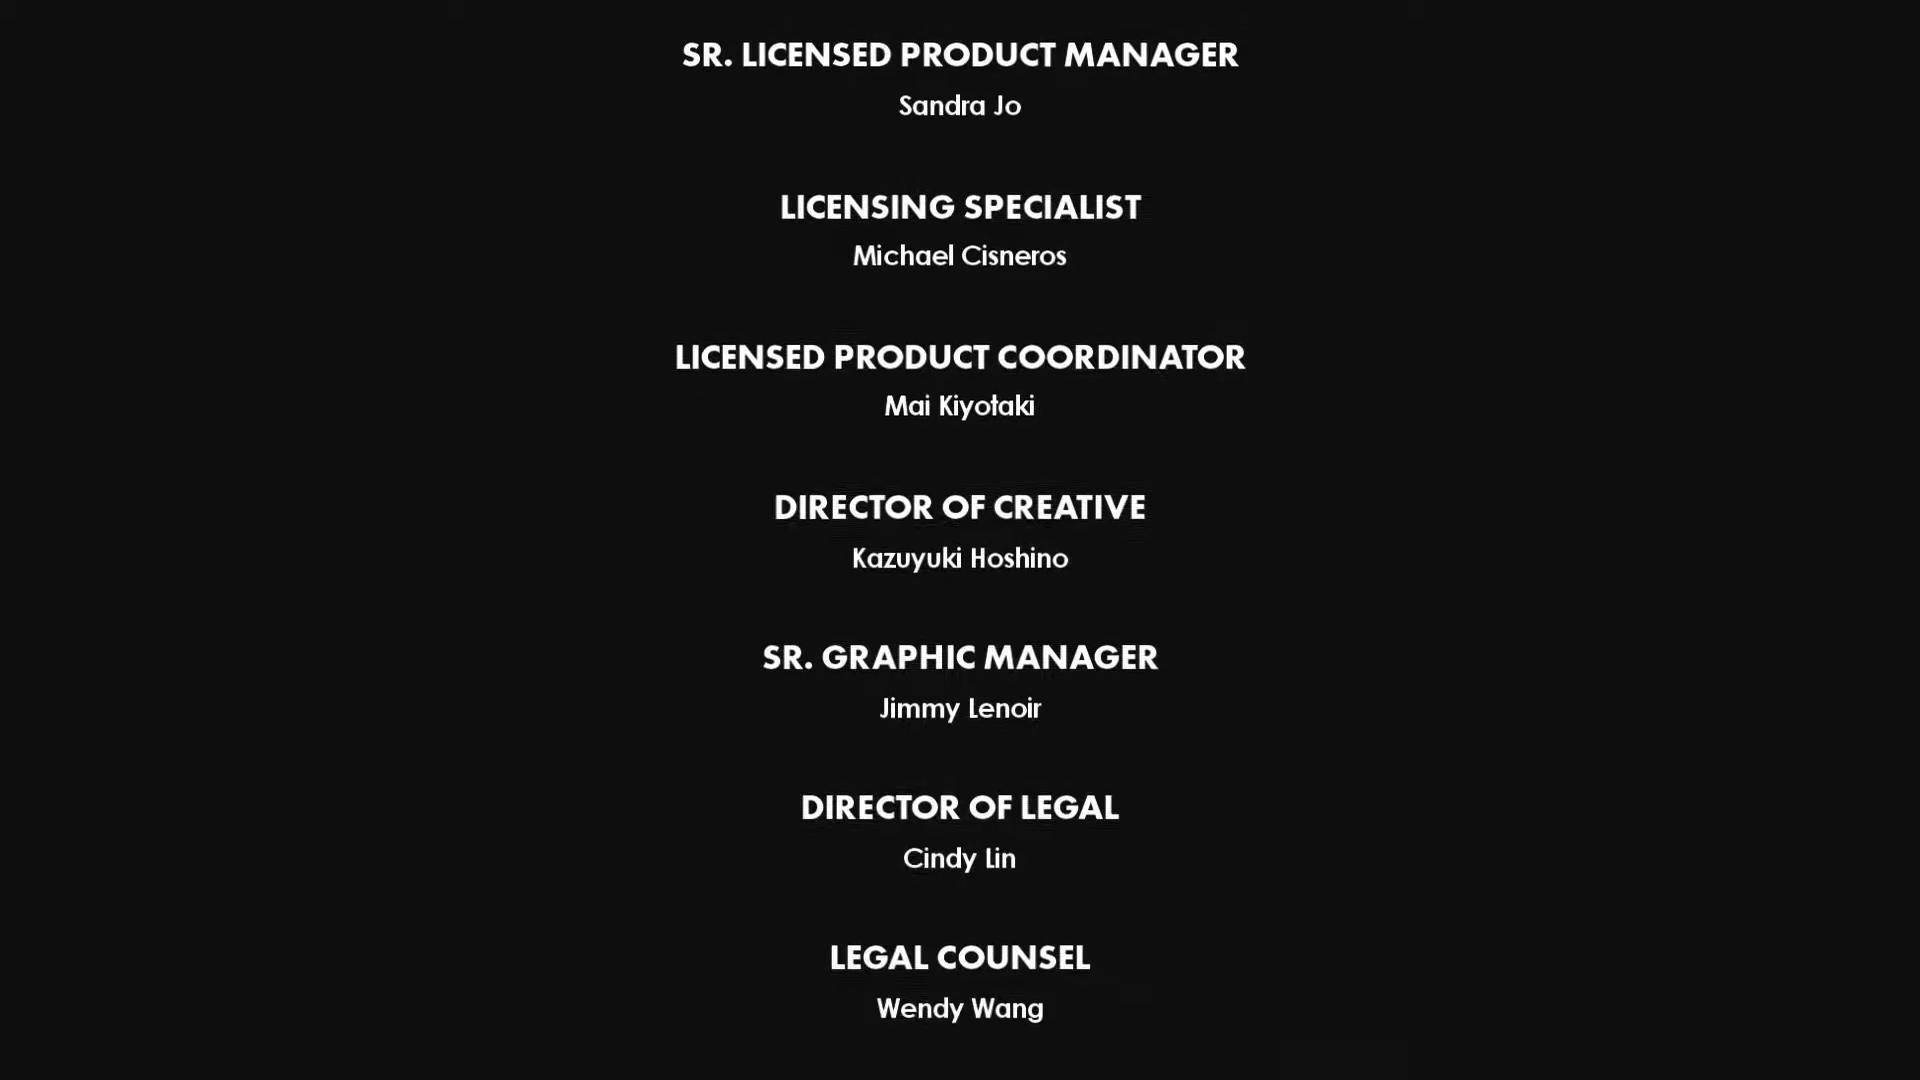 SR. LICENSED PRODUCT MANAGER
Sandra Jo
LICENSING SPECIALIST
Michael Cisneros
LICENSED PRODUCT COORDINATOR
Mai Kiyotaki
DIRECTOR OF CREATIVE
Kazuyuki Hoshino
SR. GRAPHIC MANAGER
Jimmy Lenoir
DIRECTOR OF LEGAL
Cindy Lin
LEGAL COUNSEL
Wendy Wang